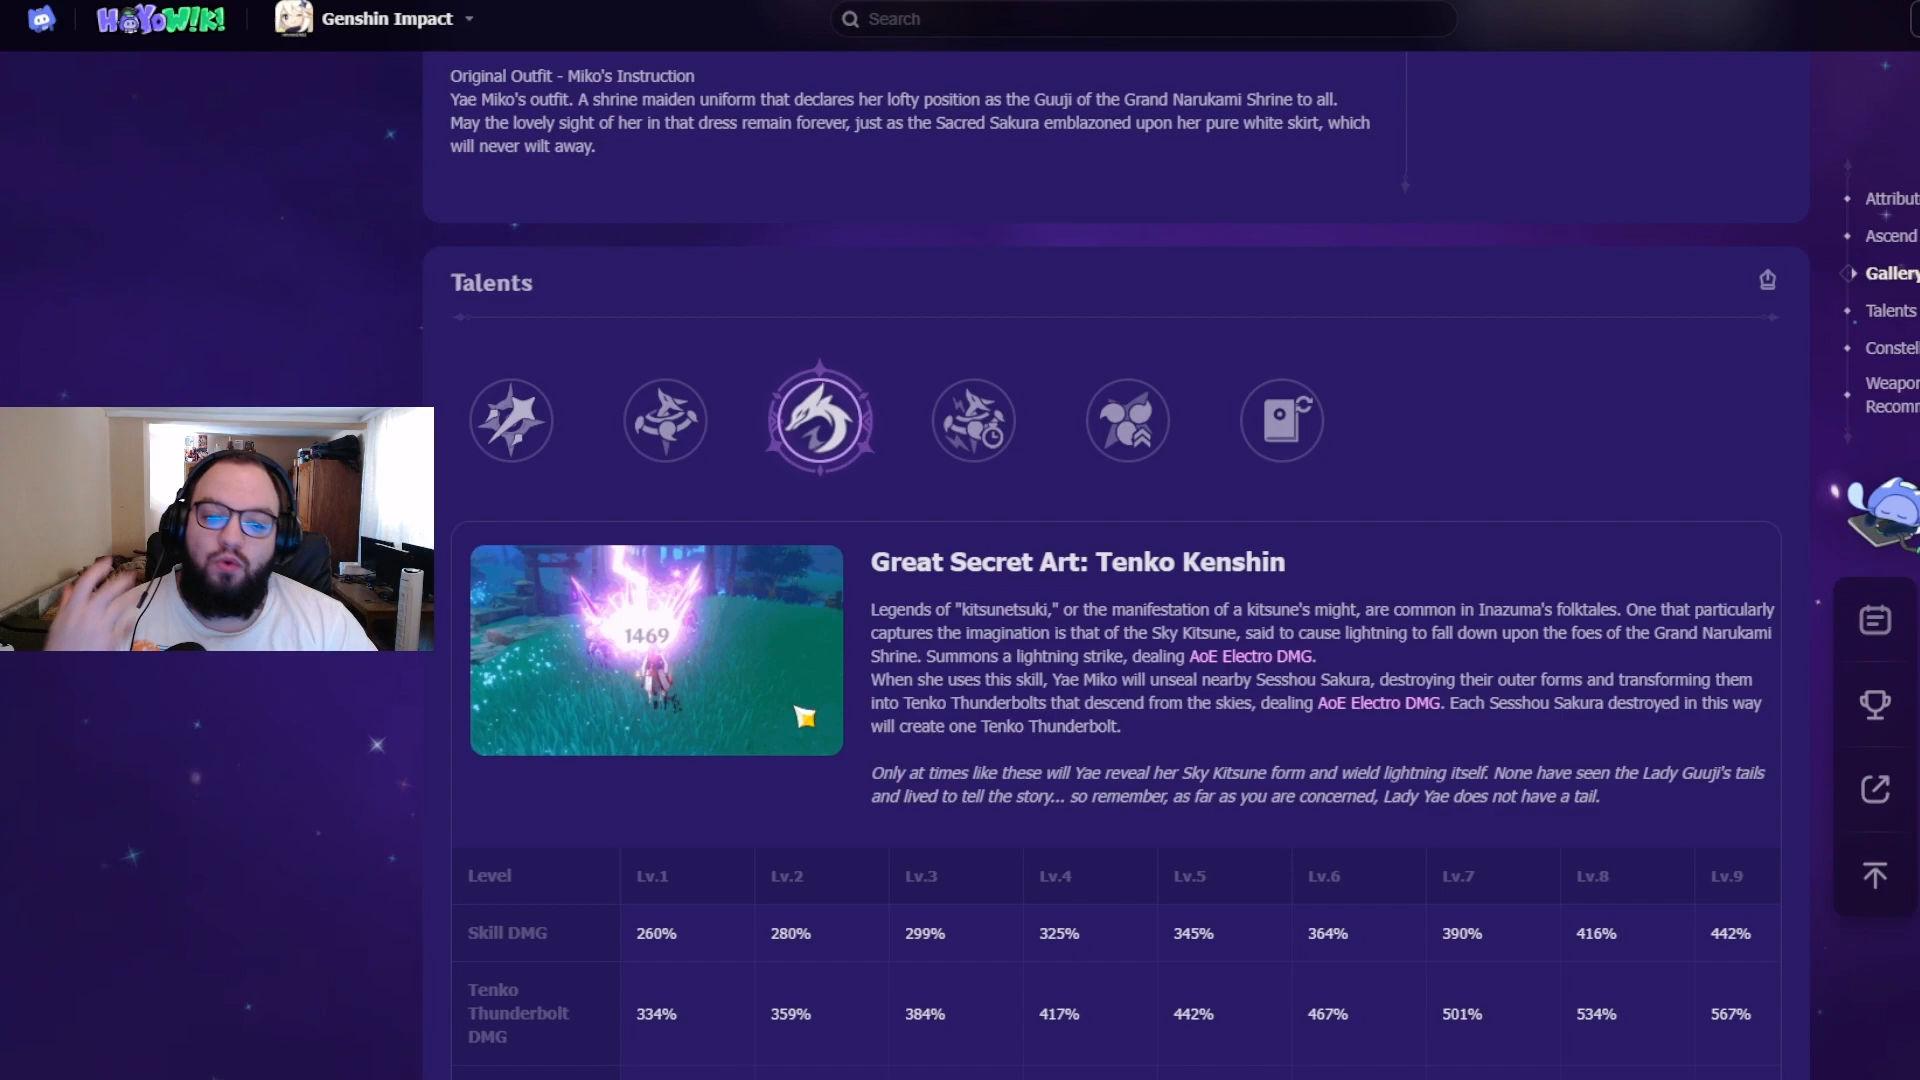 HoYoWiKi
Genshin Impact
Search
Original Outfit - Miko's Instruction
Yae Miko's outfit. A shrine maiden uniform that declares her lofty position as the Guuji of the Grand Narukami Shrine to all.
May the lovely sight of her in that dress remain forever, just as the Sacred Sakura emblazoned upon her pure white skirt, which
will never wilt away.
Attribut
Ascend
Gallery
Talents
Constel
Weapon
Recomm
Talents
1469
Great Secret Art: Tenko Kenshin
Legends of "kitsunetsuki," or the manifestation of a kitsune's might, are common in Inazuma's folktales. One that particularly
captures the imagination is that of the Sky Kitsune, said to cause lightning to fall down upon the foes of the Grand Narukami
Shrine. Summons a lightning strike, dealing AoE Electro DMG.
When she uses this skill, Yae Miko will unseal nearby Sesshou Sakura, destroying their outer forms and transforming them
into Tenko Thunderbolts that descend from the skies, dealing AoE Electro DMG. Each Sesshou Sakura destroyed in this way
will create one Tenko Thunderbolt.
Only at times like these will Yae reveal her Sky Kitsune form and wield lightning itself. None have seen the Lady Guuji's tails
and lived to tell the story... so remember, as far as you are concerned, Lady Yae does not have a tail.
Level Lv.1 Lv.2 Lv.3 Lv.4 Lv.5 Lv.6 Lv.7 Lv.8 Lv.9
Skill DMG 260% 280% 299% 325% 345% 364% 390% 416% 442%
Tenko
Thunderbolt
DMG
334% 359% 384% 417% 442% 467% 501% 534% 567%